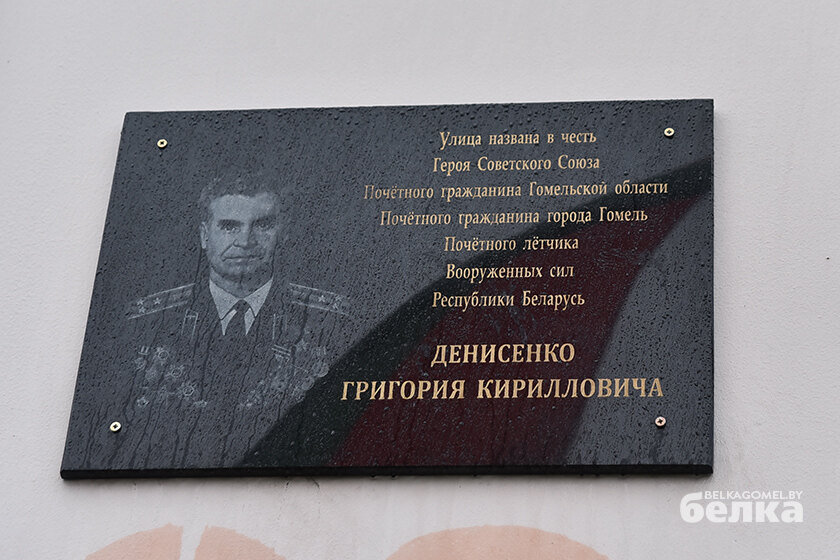 Улица названа в честь
Героя Советского Союза
Почётного гражданина Гомельской области
Почётного гражданина города Гомель
Почётного лётчика
Вооруженных сил
Республики Беларусь
ДЕНИСЕНКО
ГРИГОРИЯ КИРИЛЛОВИЧА
BELKAGOMEL.BY
белка